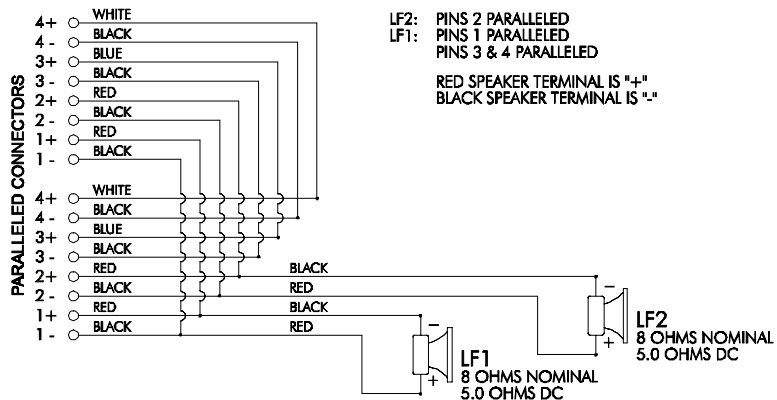 4+ WHITE
4 - BLACK
3+ BLUE
3 - BLACK
2+ RED
2 - BLACK
1+ RED
1 - BLACK
4+ WHITE
4 - BLACK
3+ BLUE
3 - BLACK
2+ RED BLACK
2 - BLACK RED
1+ RED BLACK
1 - BLACK RED
PARALLELED CONNECTORS
LF2: PINS 2 PARALLELED
LF1: PINS 1 PARALLELED
PINS 3 & 4 PARALLELED
RED SPEAKER TERMINAL IS "+"
BLACK SPEAKER TERMINAL IS "-"
−
+
LF2
8 OHMS NOMINAL
5.0 OHMS DC
−
+
LF1
8 OHMS NOMINAL
5.0 OHMS DC